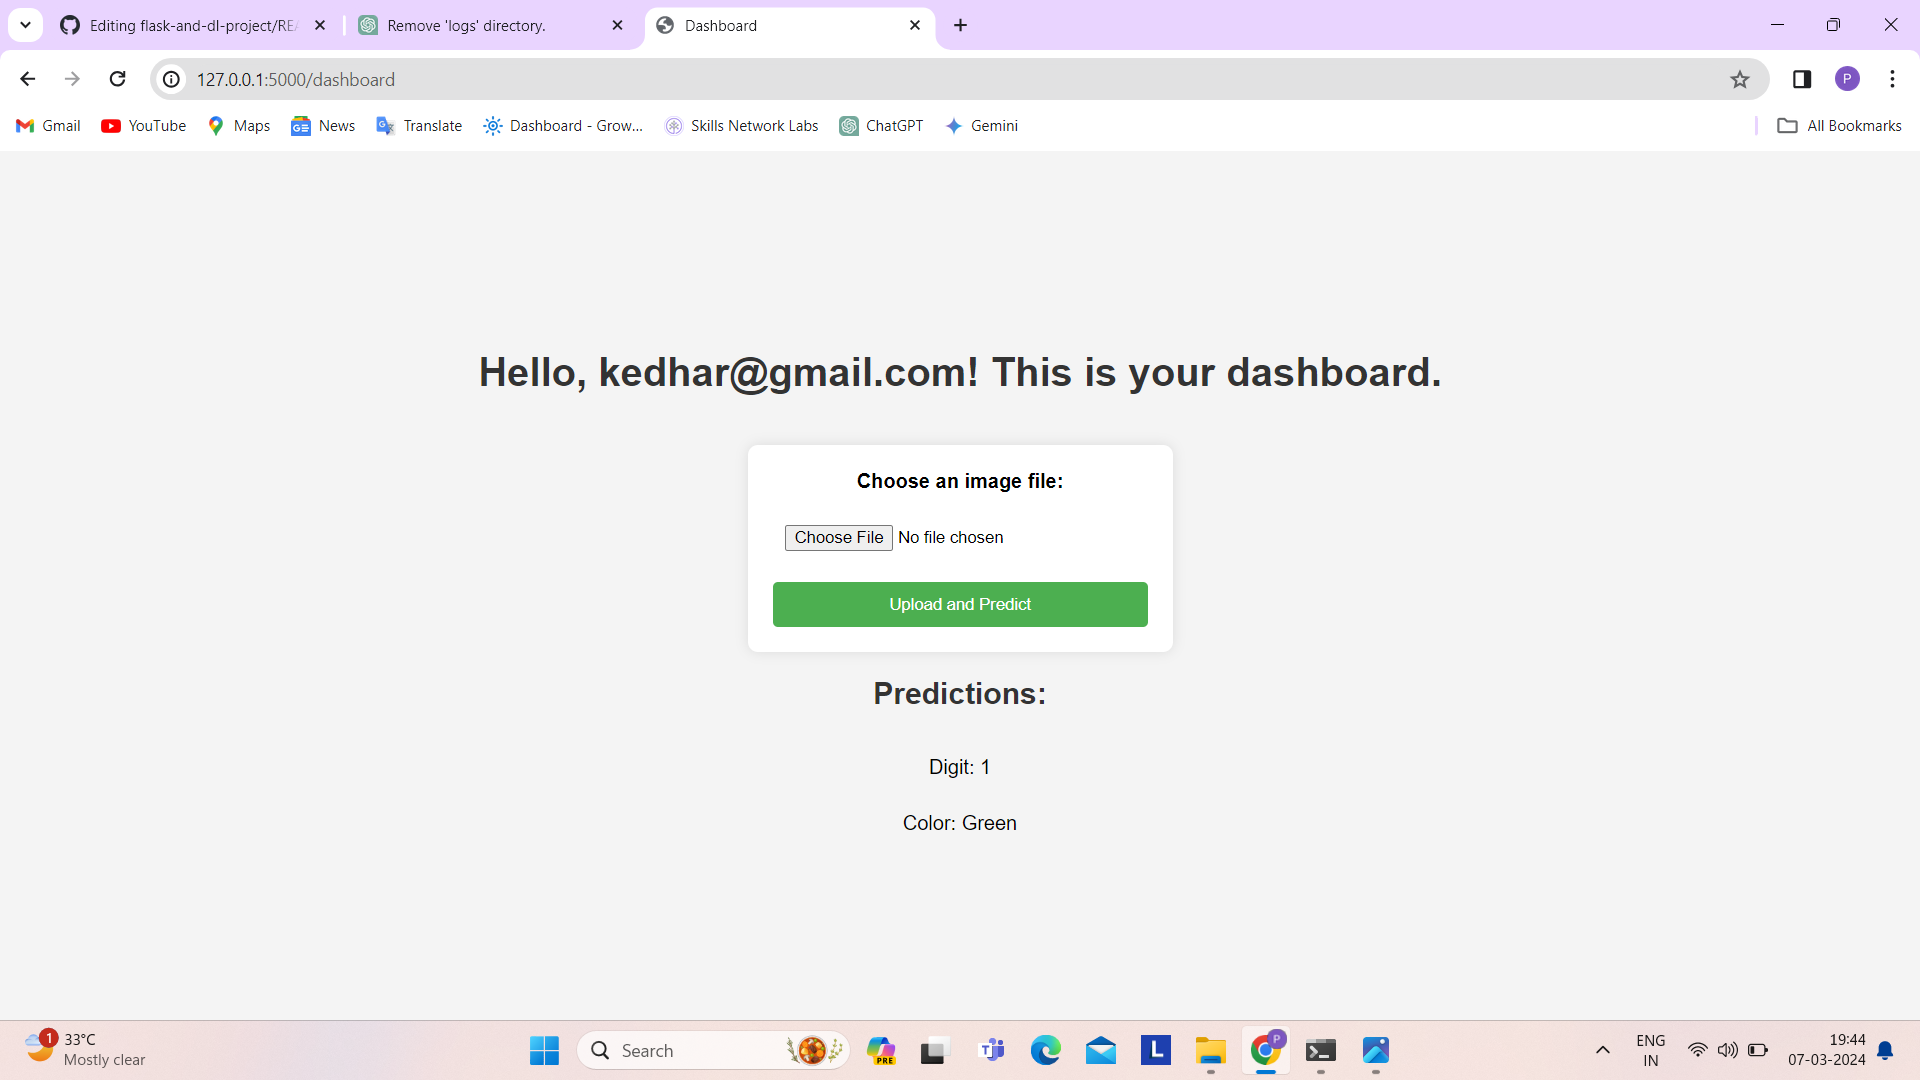 Editing flask-and-dl-project/REA
Remove 'logs' directory.
Dashboard
127.0.0.1:5000/dashboard
P
Gmail
YouTube
Maps
News
Translate
Dashboard - Grow...
Skills Network Labs
ChatGPT
Gemini
All Bookmarks
Hello, kedhar@gmail.com! This is your dashboard.
Choose an image file:
Choose File No file chosen
Upload and Predict
Predictions:
Digit: 1
Color: Green
1
33°C
Mostly clear
Search
PRE
L
P
ENG
IN
19:44
07-03-2024